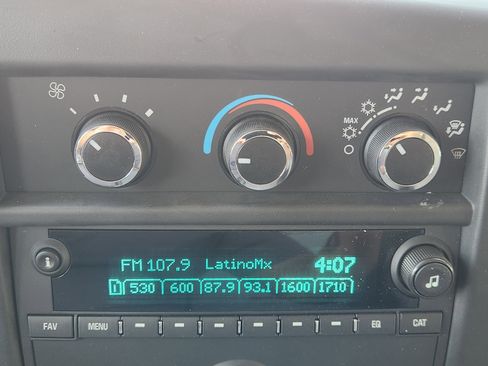 MAX
FM 107.9 LatinoMx 4:07
1 530 600 87.9 93.1 1600 1710
FAV MENU EQ CAT